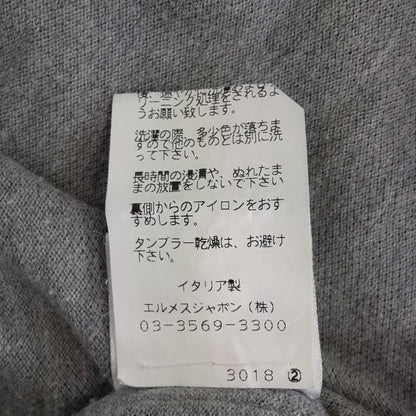 リーニング処理をされるよ
うお願い致します。
洗濯の際、多少色が落ちま
すので他のものとは別に洗
って下さい。
長時間の浸漬や、ぬれたま
まの放置をしないで下さい
裏側からのアイロンをおす
すめします。
タンブラー乾燥は、お避け
下さい。
イタリア製
エルメスジャポン(株)
03-3569-3300
3018 ②